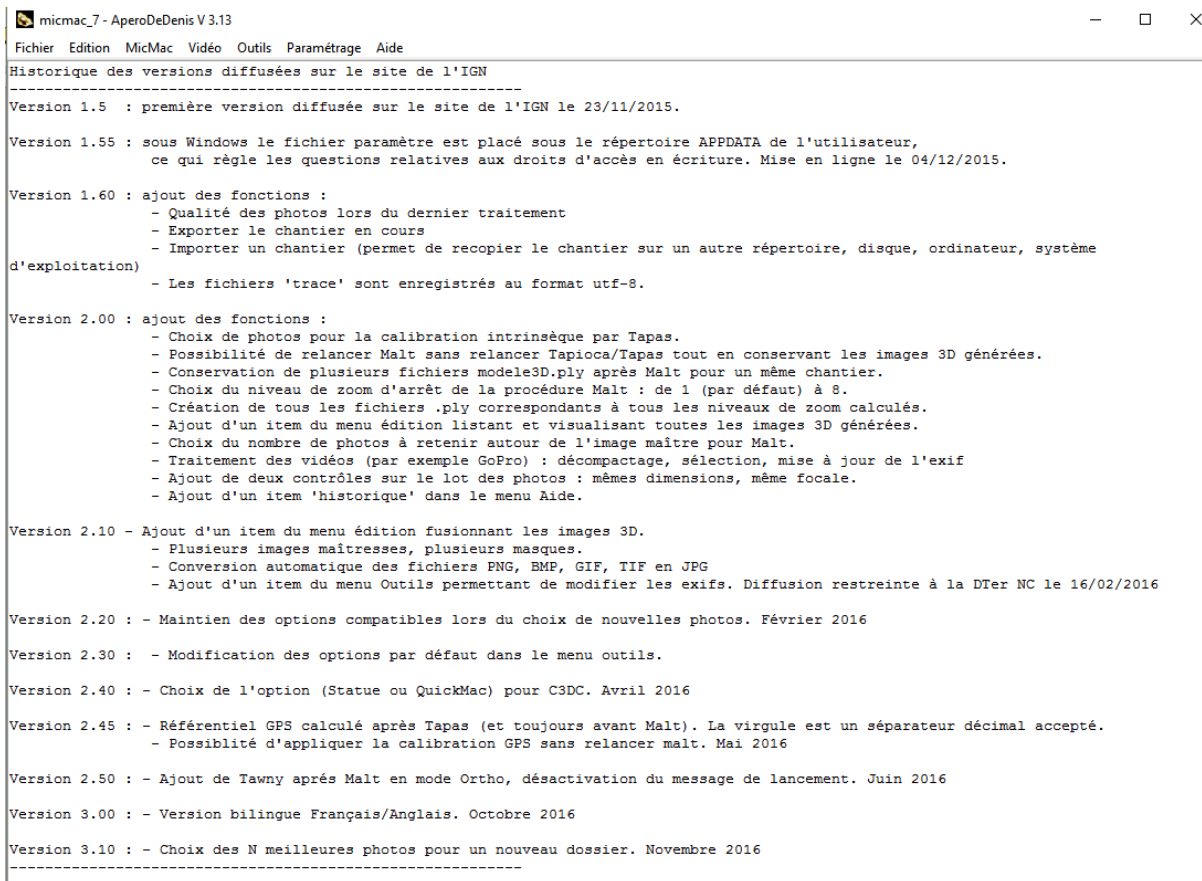 micmac_7 - AperoDeDenis V 3.13
Fichier Edition MicMac Vidéo Outils Paramétrage Aide
Historique des versions diffusées sur le site de l'IGN
----------------------------------------------------------
Version 1.5  : première version diffusée sur le site de l'IGN le 23/11/2015.
Version 1.55 : sous Windows le fichier paramètre est placé sous le répertoire APPDATA de l'utilisateur,
ce qui règle les questions relatives aux droits d'accès en écriture. Mise en ligne le 04/12/2015.
Version 1.60 : ajout des fonctions :
- Qualité des photos lors du dernier traitement
- Exporter le chantier en cours
- Importer un chantier (permet de recopier le chantier sur un autre répertoire, disque, ordinateur, système
d'exploitation)
- Les fichiers 'trace' sont enregistrés au format utf-8.
Version 2.00 : ajout des fonctions :
- Choix de photos pour la calibration intrinsèque par Tapas.
- Possibilité de relancer Malt sans relancer Tapioca/Tapas tout en conservant les images 3D générées.
- Conservation de plusieurs fichiers modele3D.ply après Malt pour un même chantier.
- Choix du niveau de zoom d'arrêt de la procédure Malt : de 1 (par défaut) à 8.
- Création de tous les fichiers .ply correspondants à tous les niveaux de zoom calculés.
- Ajout d'un item du menu édition listant et visualisant toutes les images 3D générées.
- Choix du nombre de photos à retenir autour de l'image maître pour Malt.
- Traitement des vidéos (par exemple GoPro) : décompactage, sélection, mise à jour de l'exif
- Ajout de deux contrôles sur le lot des photos : mêmes dimensions, même focale.
- Ajout d'un item 'historique' dans le menu Aide.
Version 2.10 - Ajout d'un item du menu édition fusionnant les images 3D.
- Plusieurs images maîtresses, plusieurs masques.
- Conversion automatique des fichiers PNG, BMP, GIF, TIF en JPG
- Ajout d'un item du menu Outils permettant de modifier les exifs. Diffusion restreinte à la DTer NC le 16/02/2016
Version 2.20 : - Maintien des options compatibles lors du choix de nouvelles photos. Février 2016
Version 2.30 :  - Modification des options par défaut dans le menu outils.
Version 2.40 : - Choix de l'option (Statue ou QuickMac) pour C3DC. Avril 2016
Version 2.45 : - Référentiel GPS calculé après Tapas (et toujours avant Malt). La virgule est un séparateur décimal accepté.
- Possiblité d'appliquer la calibration GPS sans relancer malt. Mai 2016
Version 2.50 : - Ajout de Tawny aprés Malt en mode Ortho, désactivation du message de lancement. Juin 2016
Version 3.00 : - Version bilingue Français/Anglais. Octobre 2016
Version 3.10 : - Choix des N meilleures photos pour un nouveau dossier. Novembre 2016
----------------------------------------------------------